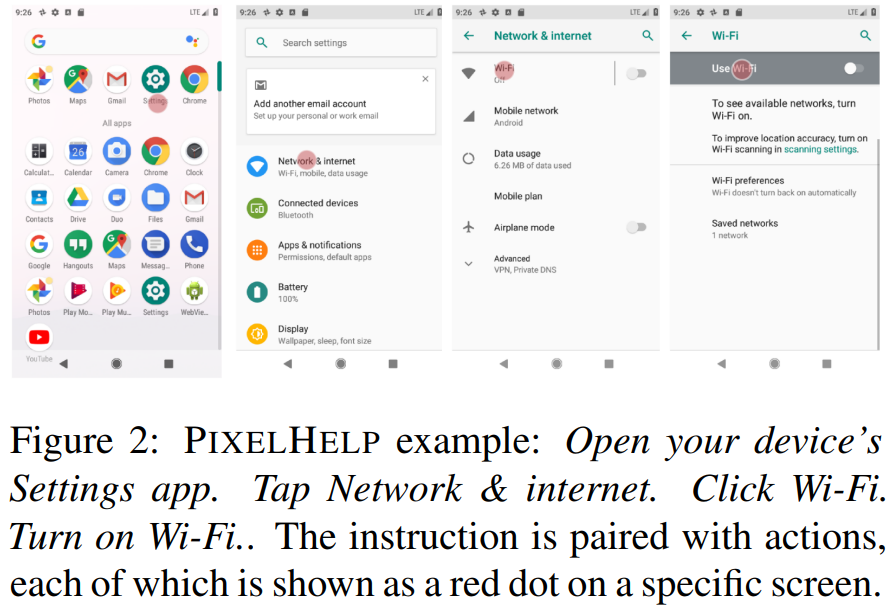 9:26
LTE
Photos
Maps
Gmail
Settings
Chrome
All apps
Calculat...
Calendar
Camera
Chrome
Clock
26
Contacts
Drive
Duo
Files
Gmail
Google
Hangouts
Maps
Messag...
Phone
Photos
Play Mo...
Play Mu...
Settings
WebVie...
YouTube
9:26
LTE
Search settings
Add another email account
Set up your personal or work email
Network & internet
Wi-Fi, mobile, data usage
Connected devices
Bluetooth
Apps & notifications
Permissions, default apps
Battery
100%
Display
Wallpaper, sleep, font size
9:26
LTE
Network & internet
Wi-Fi
Off
Mobile network
Android
Data usage
6.26 MB of data used
Mobile plan
Airplane mode
Advanced
VPN, Private DNS
9:26
LTE
Wi-Fi
Use Wi-Fi
To see available networks, turn
Wi-Fi on.
To improve location accuracy, turn on
Wi-Fi scanning in scanning settings.
Wi-Fi preferences
Wi-Fi doesn't turn back on automatically
Saved networks
1 network
Figure 2: PIXELHELP example: Open your device's
Settings app. Tap Network & internet. Click Wi-Fi.
Turn on Wi-Fi.. The instruction is paired with actions,
each of which is shown as a red dot on a specific screen.